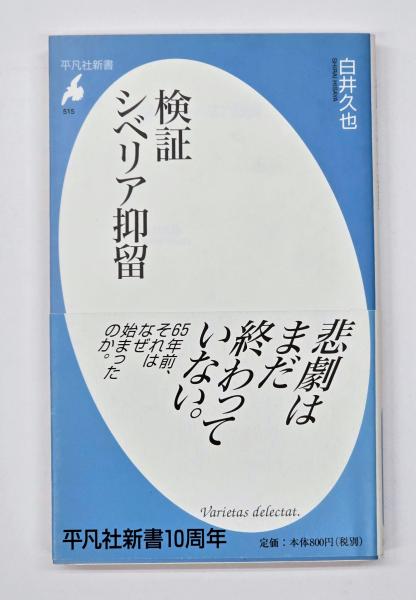 平凡社新書
515
白井久也
SHIRAI HISAYA
検証
シベリア抑留
悲劇は
まだ
終わって
いない。
65年前、
それは
なぜ
始まった
のか。
Varietas delectat.
平凡社新書10周年
定価：本体800円（税別）